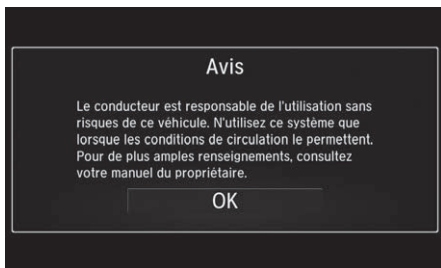 Avis
Le conducteur est responsable de l'utilisation sans
risques de ce véhicule. N'utilisez ce système que
lorsque les conditions de circulation le permettent.
Pour de plus amples renseignements, consultez
votre manuel du propriétaire.
OK